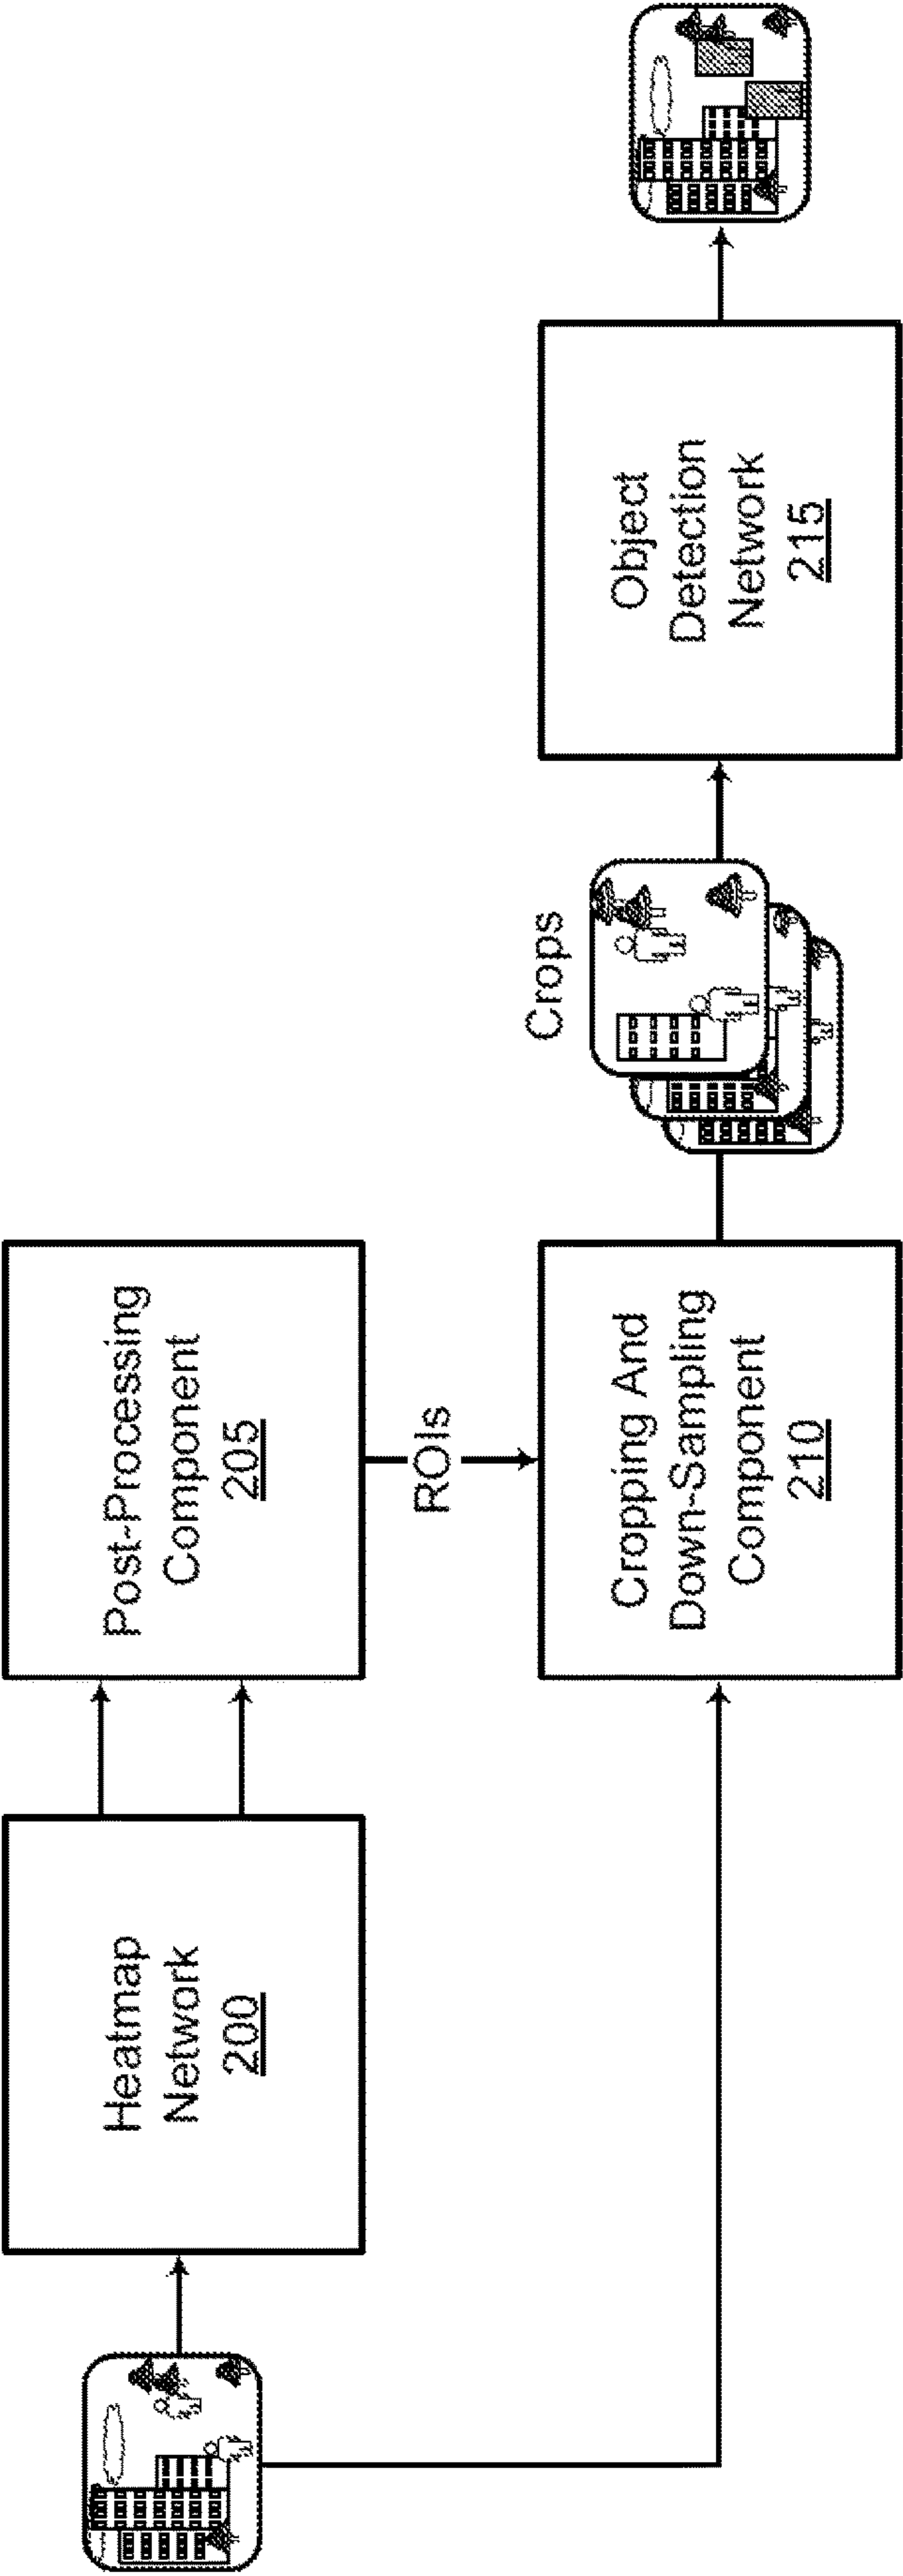 Heatmap
Network
200
Post-Processing
Component
205
ROIs
Cropping And
Down-Sampling
Component
210
Crops
Object
Detection
Network
215